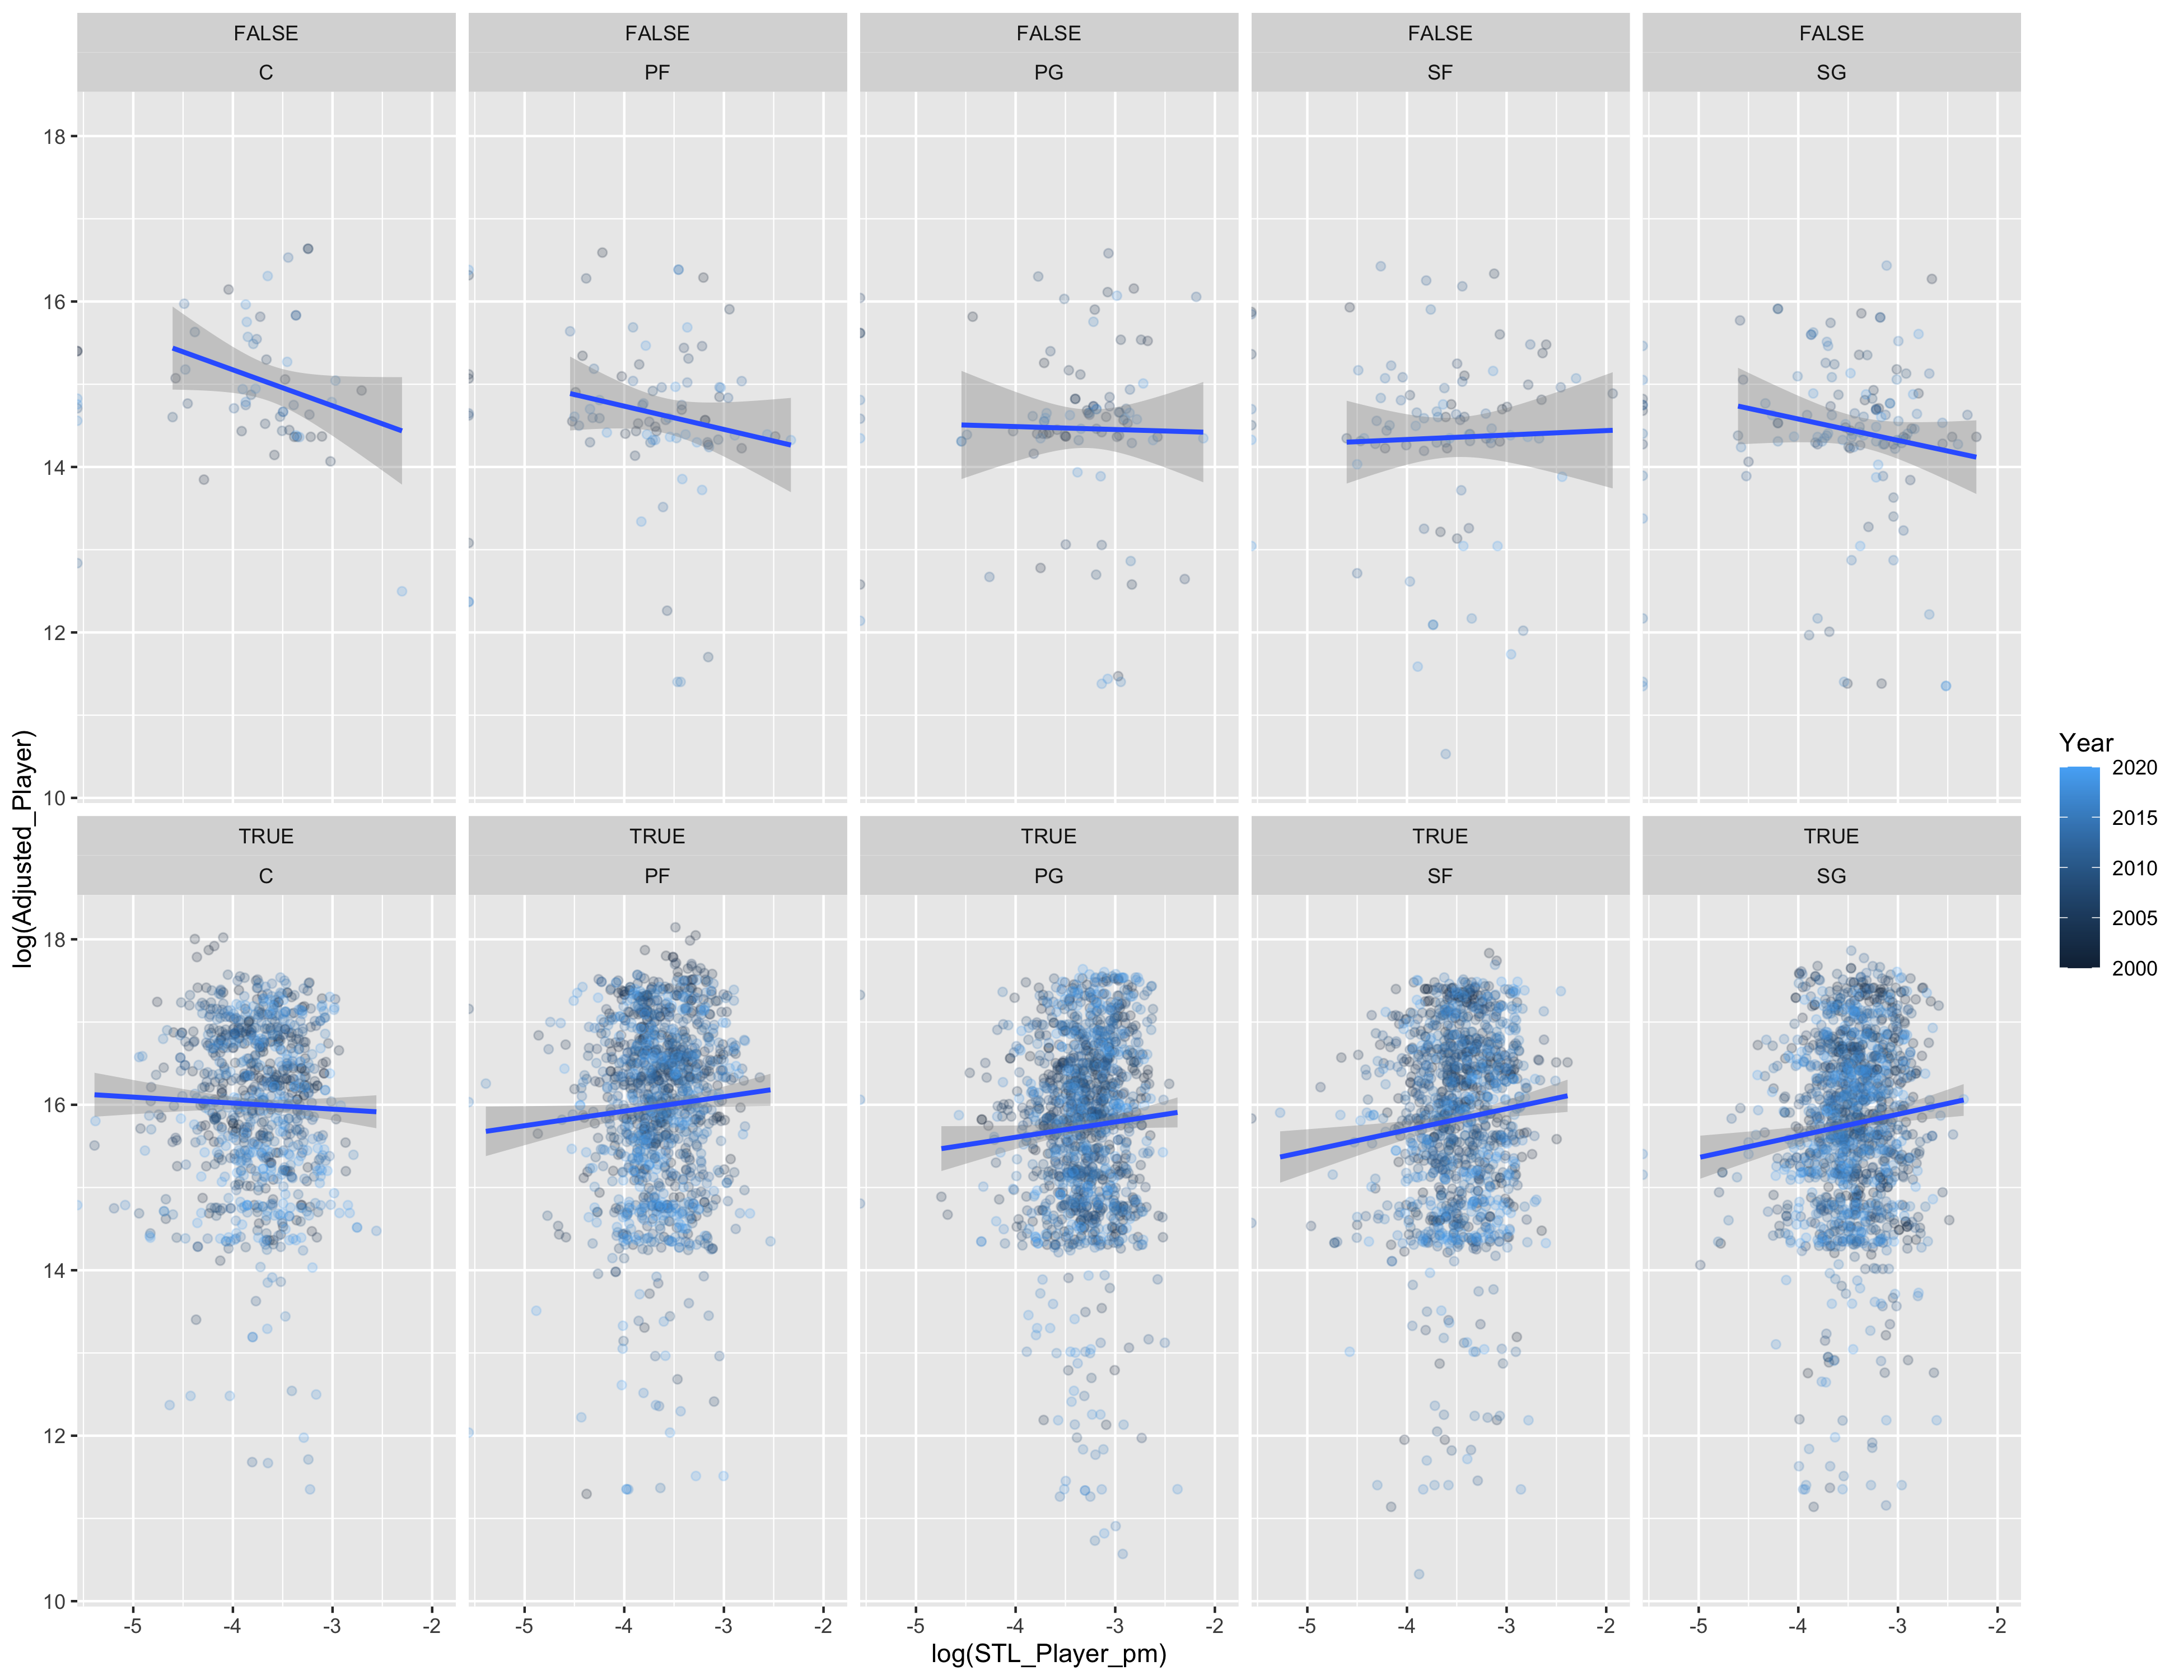 FALSE FALSE FALSE FALSE FALSE
C PF PG SF SG
18
16
14
12
10
TRUE TRUE TRUE TRUE TRUE
C PF PG SF SG
18
16
14
12
10
-5 -4 -3 -2 -5 -4 -3 -2 -5 -4 -3 -2 -5 -4 -3 -2 -5 -4 -3 -2
log(STL_Player_pm)
log(Adjusted_Player)
Year
2020
2015
2010
2005
2000